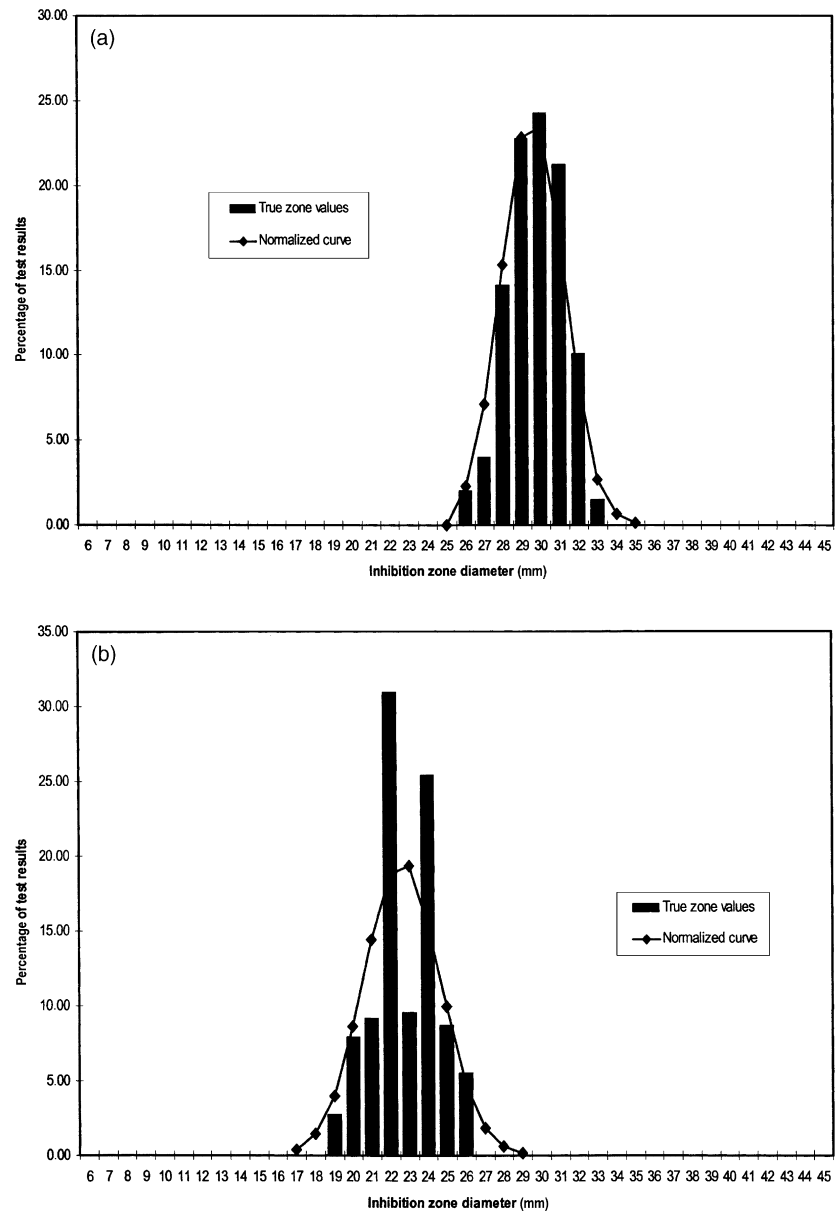 (a)
30.00
25.00
20.00
15.00
10.00
5.00
0.00
Percentage of test results
True zone values
Normalized curve
6 7 8 9 10 11 12 13 14 15 16 17 18 19 20 21 22 23 24 25 26 27 28 29 30 31 32 33 34 35 36 37 38 39 40 41 42 43 44 45
Inhibition zone diameter (mm)
(b)
35.00
30.00
25.00
20.00
15.00
10.00
5.00
0.00
Percentage of test results
True zone values
Normalized curve
6 7 8 9 10 11 12 13 14 15 16 17 18 19 20 21 22 23 24 25 26 27 28 29 30 31 32 33 34 35 36 37 38 39 40 41 42 43 44 45
Inhibition zone diameter (mm)